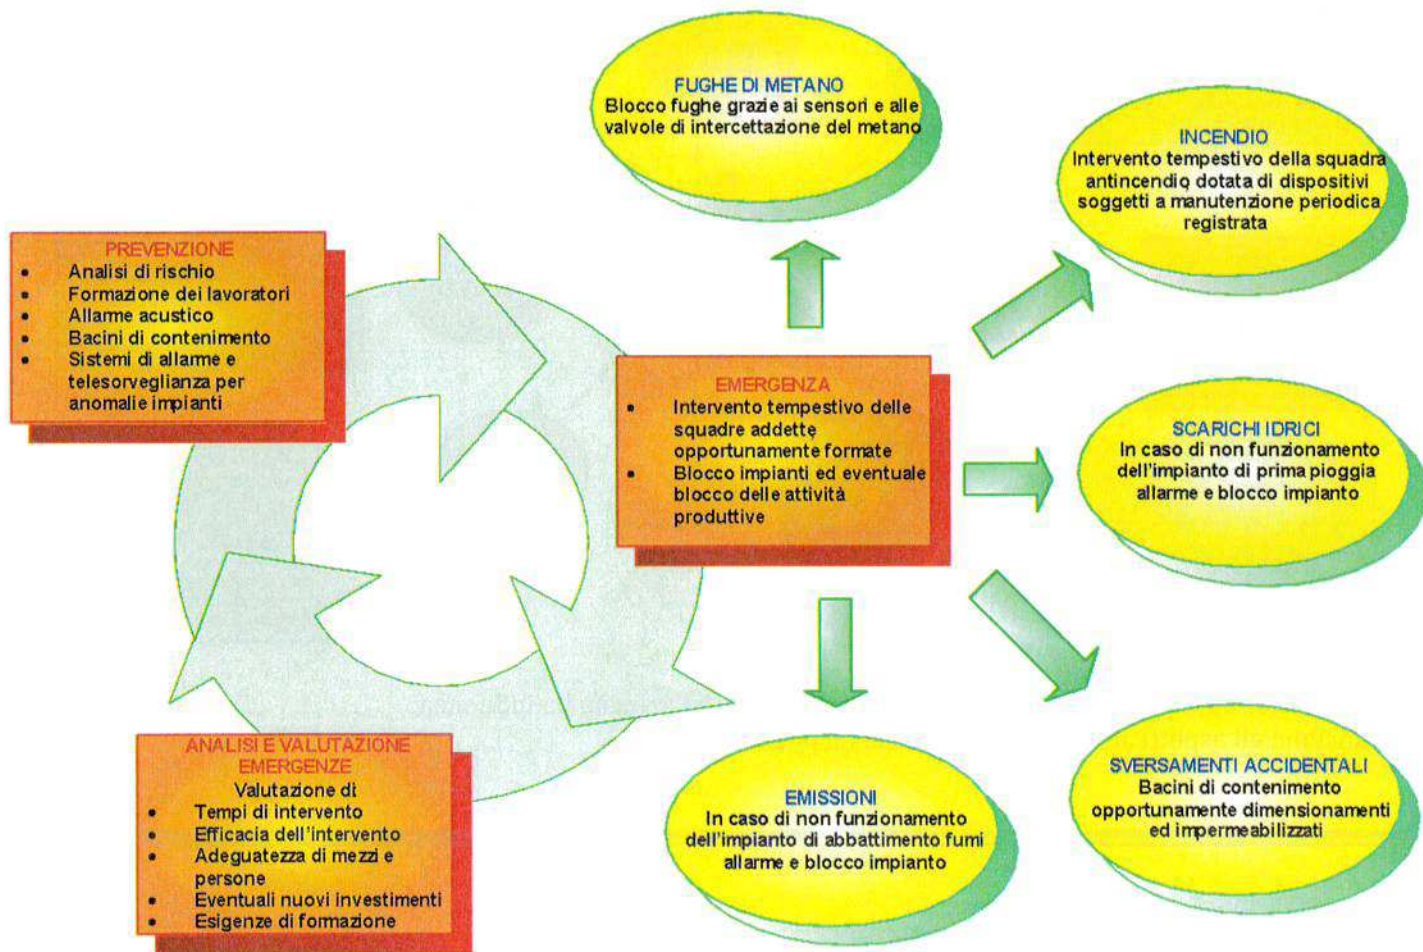 FUGHE DI METANO
Blocco fughe grazie ai sensori e alle
valvole di intercettazione del metano
INCENDIO
Intervento tempestivo della squadra
antincendio dotata di dispositivi
soggetti a manutenzione periodica
registrata
PREVENZIONE
• Analisi di rischio
• Formazione dei lavoratori
• Allarme acustico
• Bacini di contenimento
• Sistemi di allarme e
telesorveglianza per
anomalie impianti
EMERGENZA
• Intervento tempestivo delle
squadre addette,
opportunamente formate
• Blocco impianti ed eventuale
blocco delle attività
produttive
SCARICHI IDRICI
In caso di non funzionamento
dell'impianto di prima pioggia
allarme e blocco impianto
ANALISI E VALUTAZIONE
EMERGENZE
Valutazione di
• Tempi di intervento
• Efficacia dell'intervento
• Adeguatezza di mezzi e
persone
• Eventuali nuovi investimenti
• Esigenze di formazione
EMISSIONI
In caso di non funzionamento
dell'impianto di abbattimento fumi
allarme e blocco impianto
SVERSAMENTI ACCIDENTALI
Bacini di contenimento
opportunamente dimensionamenti
ed impermeabilizzati